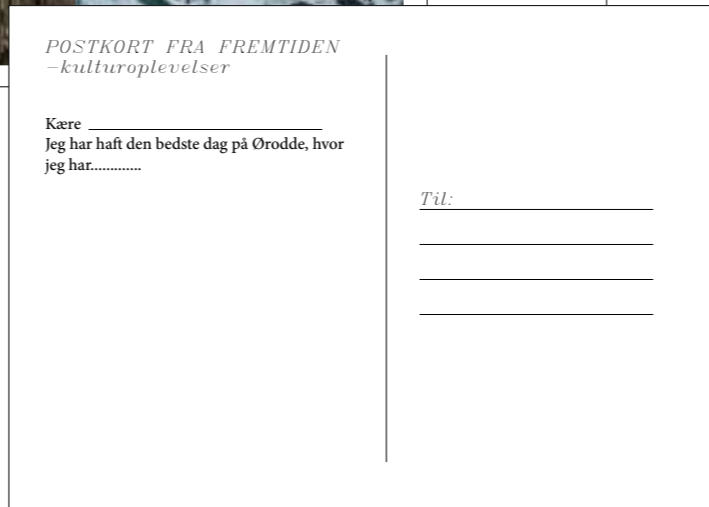 POSTKORT FRA FREMTIDEN
-kulturoplevelser
Kære
Jeg har haft den bedste dag på Ørodde, hvor
jeg har.............
Til: